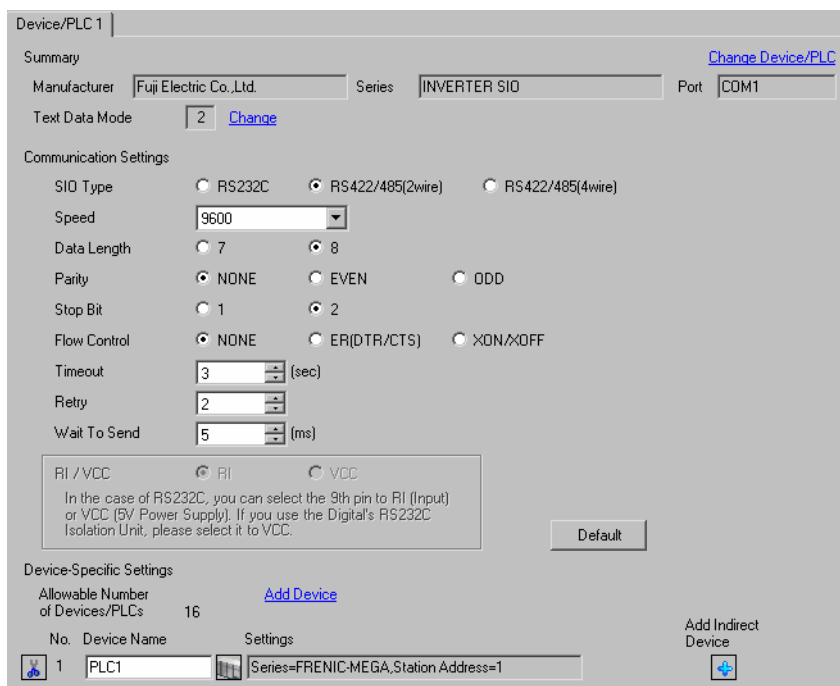 Device/PLC 1
Summary Change Device/PLC
Manufacturer Fuji Electric Co.,Ltd. Series INVERTER SIO Port COM1
Text Data Mode 2 Change
Communication Settings
SIO Type RS232C RS422/485(2wire) RS422/485(4wire)
Speed 9600
Data Length 7 8
Parity NONE EVEN ODD
Stop Bit 1 2
Flow Control NONE ER(DTR/CTS) XON/XOFF
Timeout 3 (sec)
Retry 2
Wait To Send 5 (ms)
RI / VCC RI VCC
In the case of RS232C, you can select the 9th pin to RI (Input)
or VCC (5V Power Supply). If you use the Digital's RS232C
Isolation Unit, please select it to VCC.
Default
Device-Specific Settings
Allowable Number Add Device
of Devices/PLCs 16
Add Indirect
No. Device Name Settings Device
1 PLC1 Series=FRENIC-MEGA,Station Address=1